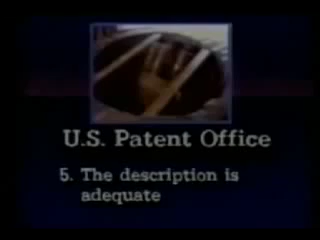 U.S. Patent Office
5. The description is
adequate